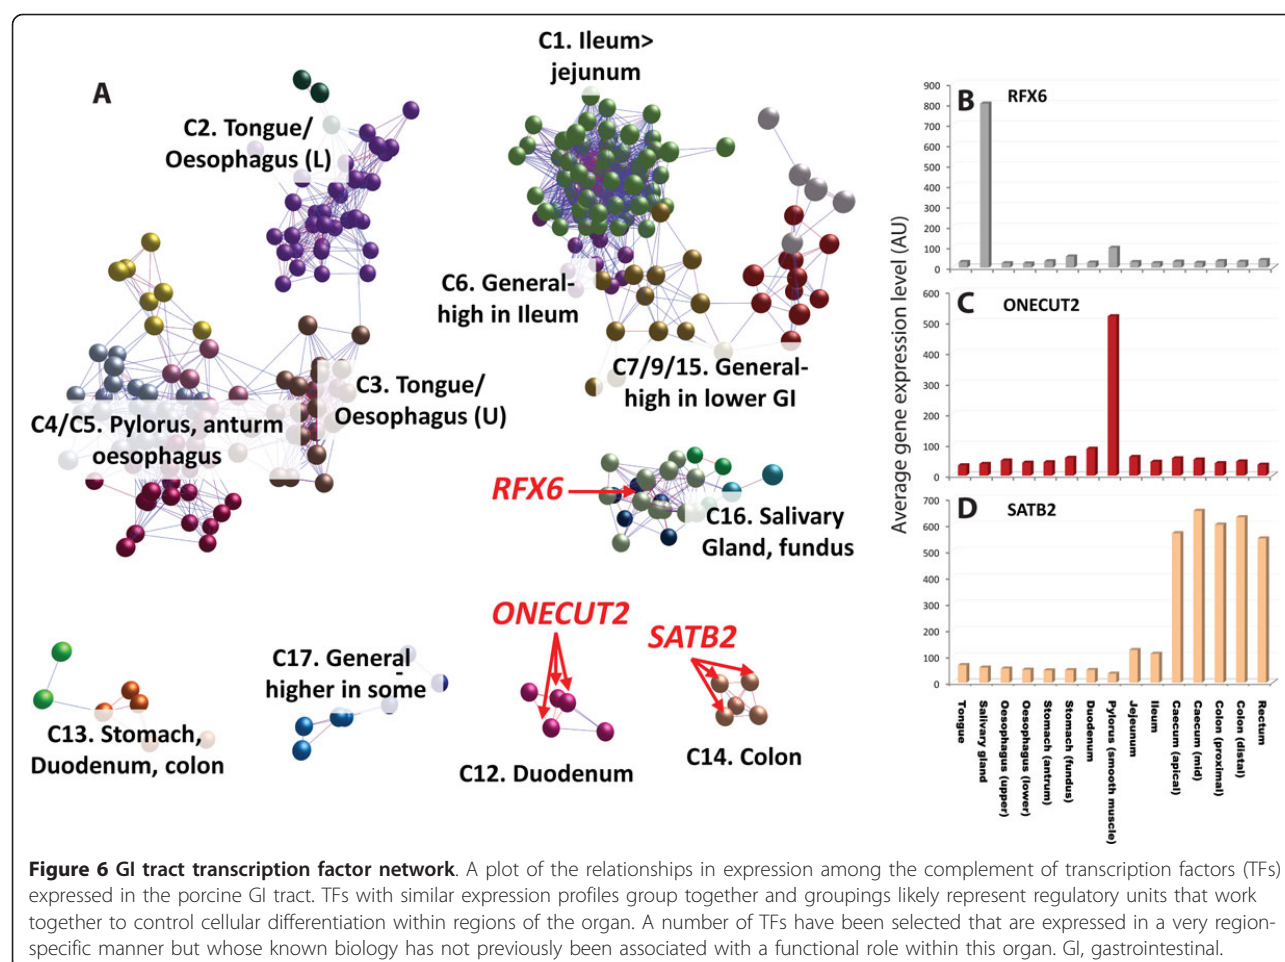 A
C1. Ileum>
jejunum
C2. Tongue/
Oesophagus (L)
C6. General-
high in Ileum
C7/9/15. General-
high in lower GI
C3. Tongue/
Oesophagus (U)
C4/C5. Pylorus, anturm
oesophagus
RFX6
C16. Salivary
Gland, fundus
ONECUT2
SATB2
C17. General
higher in some
C13. Stomach,
Duodenum, colon
C12. Duodenum
C14. Colon
Average gene expression level (AU)
B
RFX6
900
800
700
600
500
400
300
200
100
0
C
ONECUT2
600
500
400
300
200
100
0
D
SATB2
700
600
500
400
300
200
100
0
Tongue
Salivary gland
Oesophagus (upper)
Oesophagus (lower)
Stomach (antrum)
Stomach (fundus)
Duodenum
Pylorus (smooth muscle)
Jejeunum
Ileum
Caecum (apical)
Caecum (mid)
Colon (proximal)
Colon (distal)
Rectum
Figure 6 GI tract transcription factor network. A plot of the relationships in expression among the complement of transcription factors (TFs)
expressed in the porcine GI tract. TFs with similar expression profiles group together and groupings likely represent regulatory units that work
together to control cellular differentiation within regions of the organ. A number of TFs have been selected that are expressed in a very region-
specific manner but whose known biology has not previously been associated with a functional role within this organ. GI, gastrointestinal.